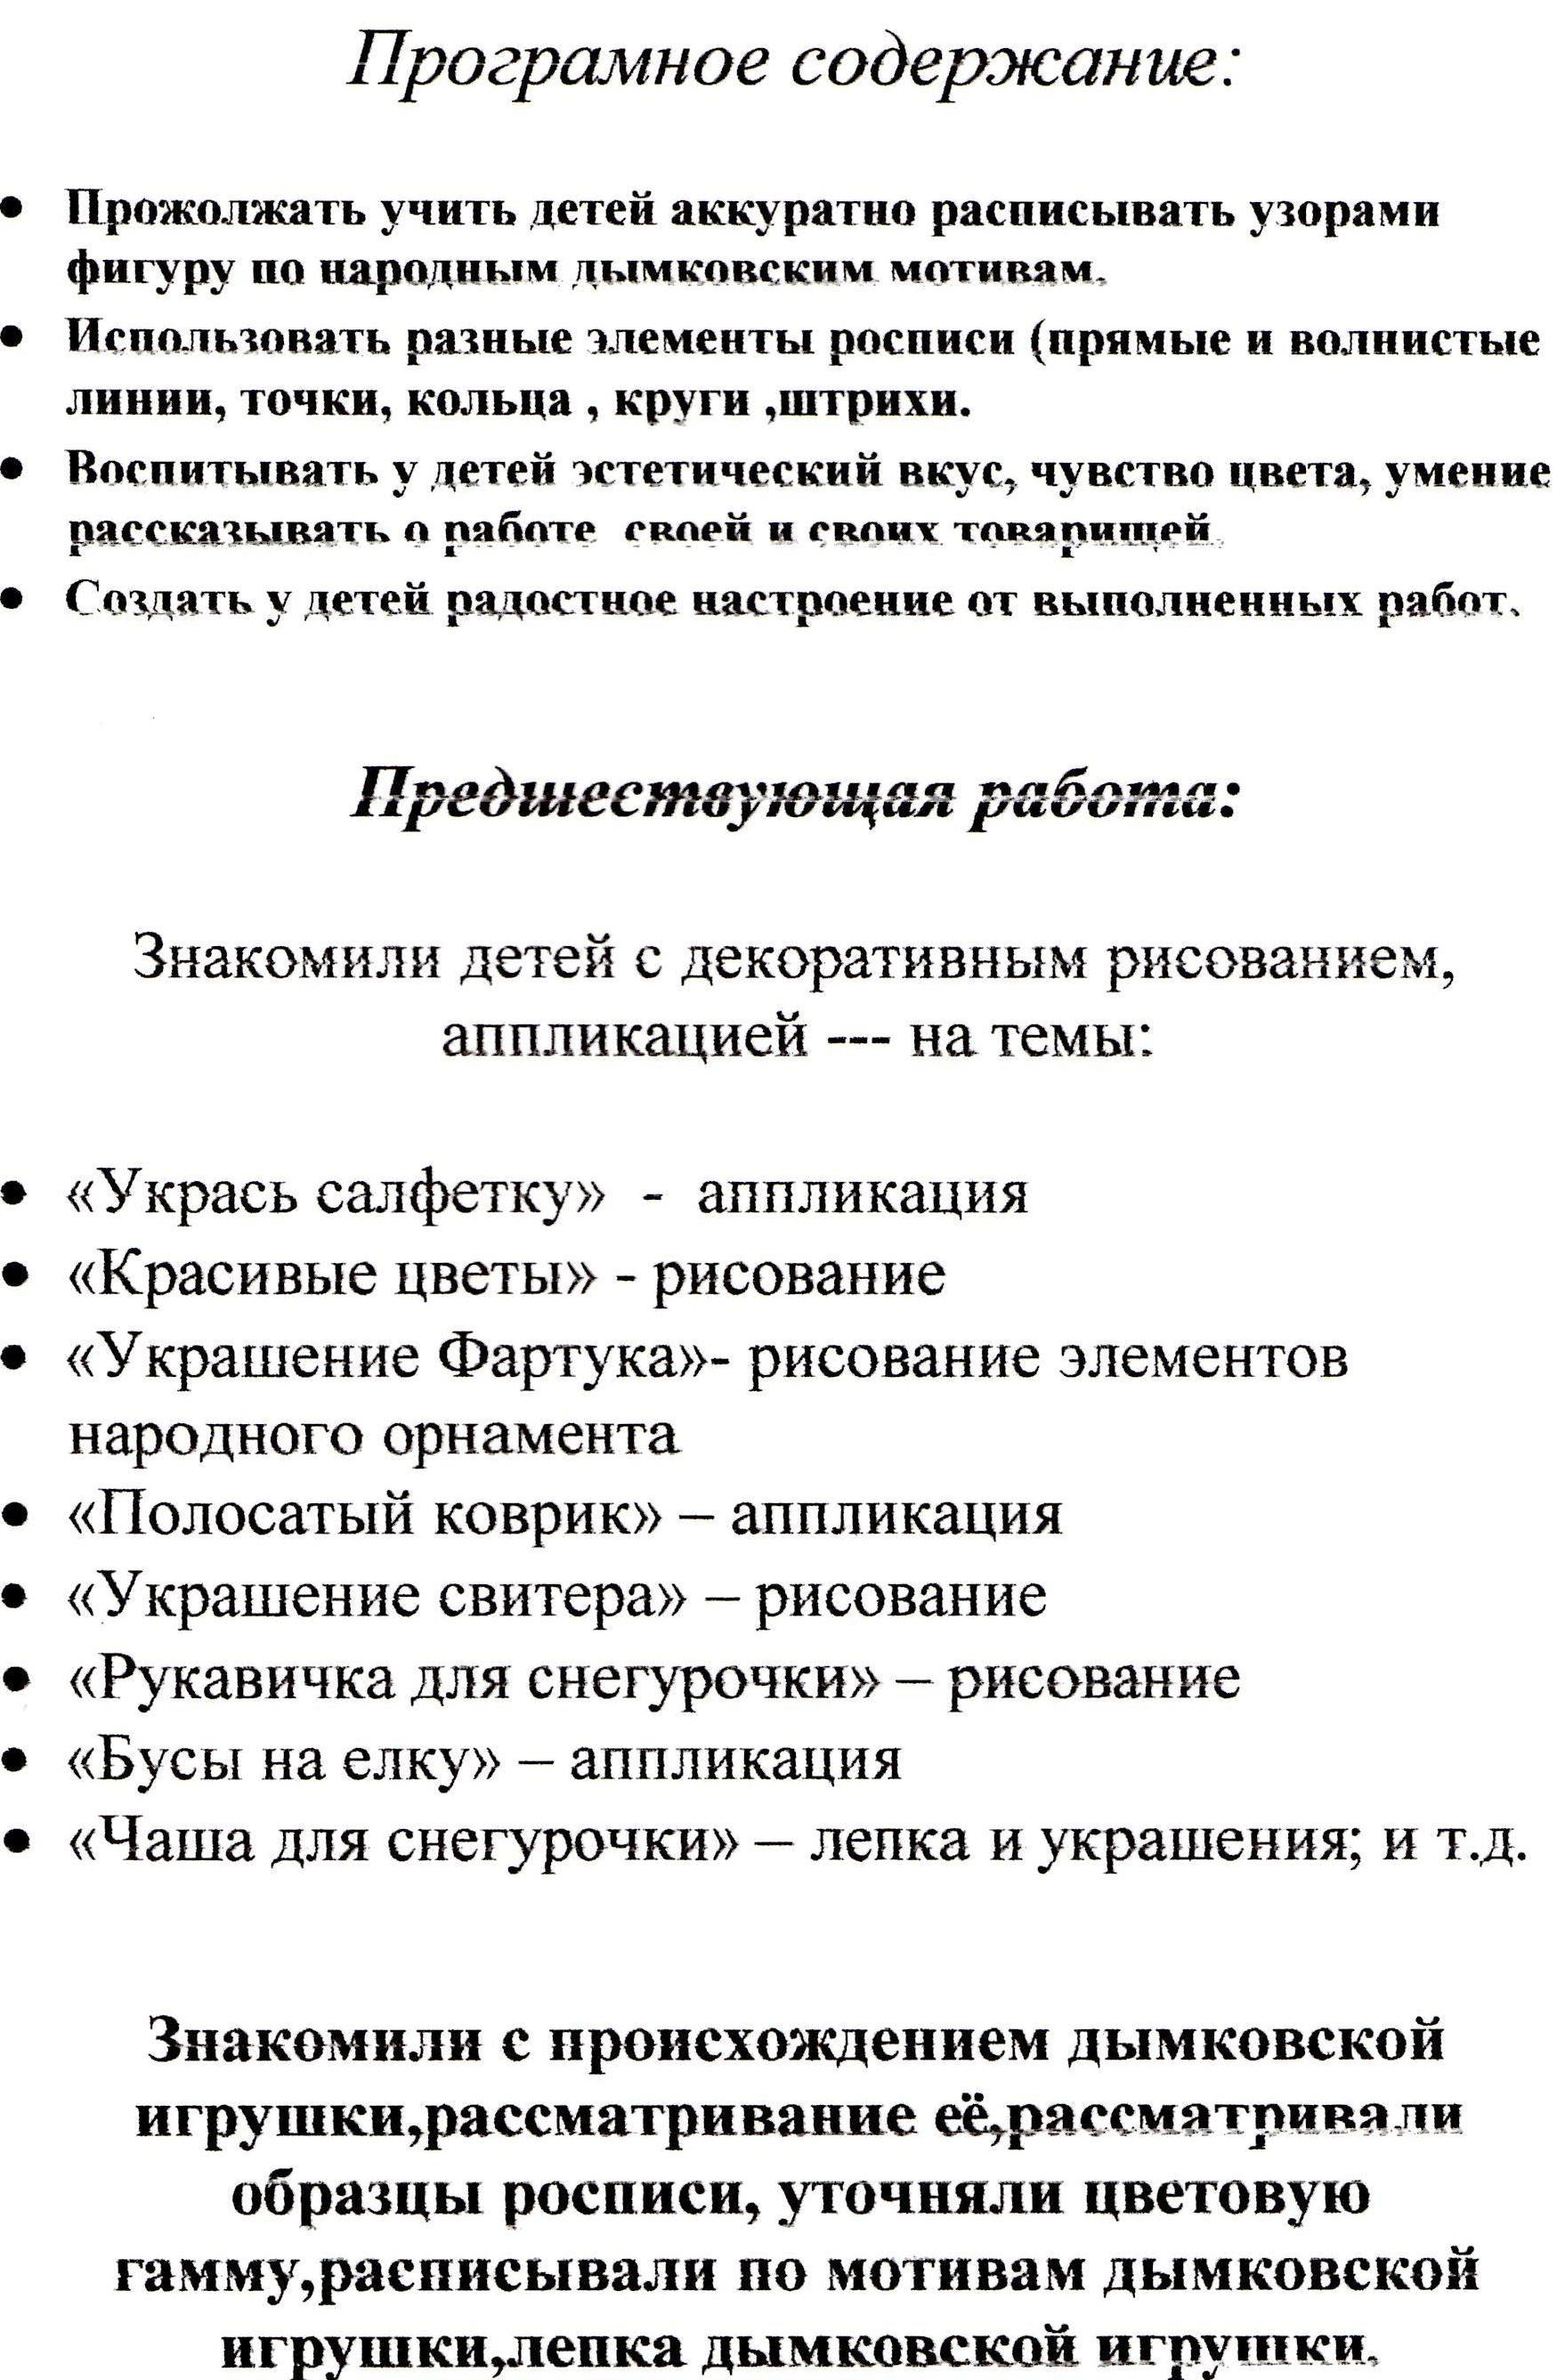 Програмное содержание:
• Прожолжать учить детей аккуратно расписывать узорами
фигуру по народным дымковским мотивам.
• Использовать разные элементы росписи (прямые и волнистые
линии, точки, кольца , круги ,штрихи.
• Воспитывать у детей эстетический вкус, чувство цвета, умение
рассказывать о работе  своей и своих товарищей.
• Создать у детей радостное настроение от выполненных работ.
Предшествующая работа:
Знакомили детей с декоративным рисованием,
аппликацией --- на темы:
• «Укрась салфетку»  -  аппликация
• «Красивые цветы» - рисование
• «Украшение Фартука»- рисование элементов
народного орнамента
• «Полосатый коврик» – аппликация
• «Украшение свитера» – рисование
• «Рукавичка для снегурочки» – рисование
• «Бусы на елку» – аппликация
• «Чаша для снегурочки» – лепка и украшения; и т.д.
Знакомили с происхождением дымковской
игрушки,рассматривание её,рассматривали
образцы росписи, уточняли цветовую
гамму,расписывали по мотивам дымковской
игрушки,лепка дымковской игрушки.